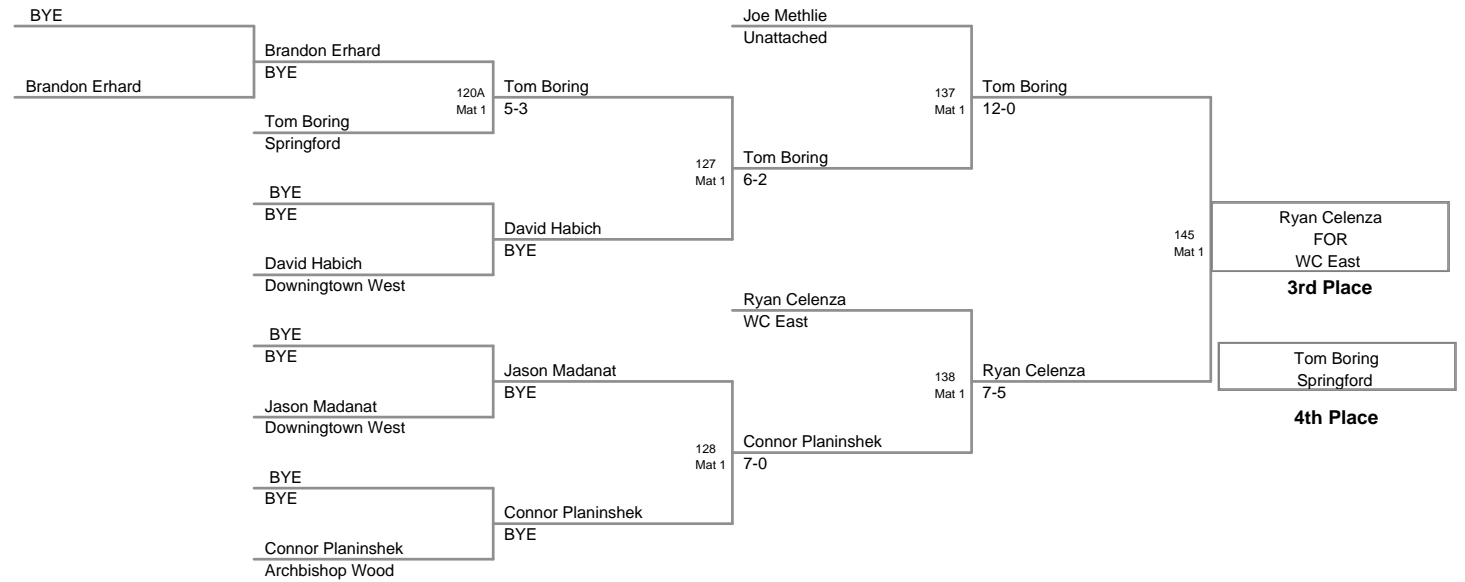 BYE
Brandon Erhard
Brandon Erhard
BYE
Tom Boring
Springford
120A
Mat 1
Tom Boring
5-3
BYE
BYE
David Habich
Downingtown West
David Habich
BYE
127
Mat 1
Tom Boring
6-2
Joe Methlie
Unattached
137
Mat 1
Tom Boring
12-0
BYE
BYE
Jason Madanat
Downingtown West
Jason Madanat
BYE
BYE
BYE
Connor Planinshek
Archbishop Wood
Connor Planinshek
BYE
128
Mat 1
Connor Planinshek
7-0
Ryan Celenza
WC East
138
Mat 1
Ryan Celenza
7-5
145
Mat 1
Ryan Celenza
FOR
WC East
3rd Place
Tom Boring
Springford
4th Place